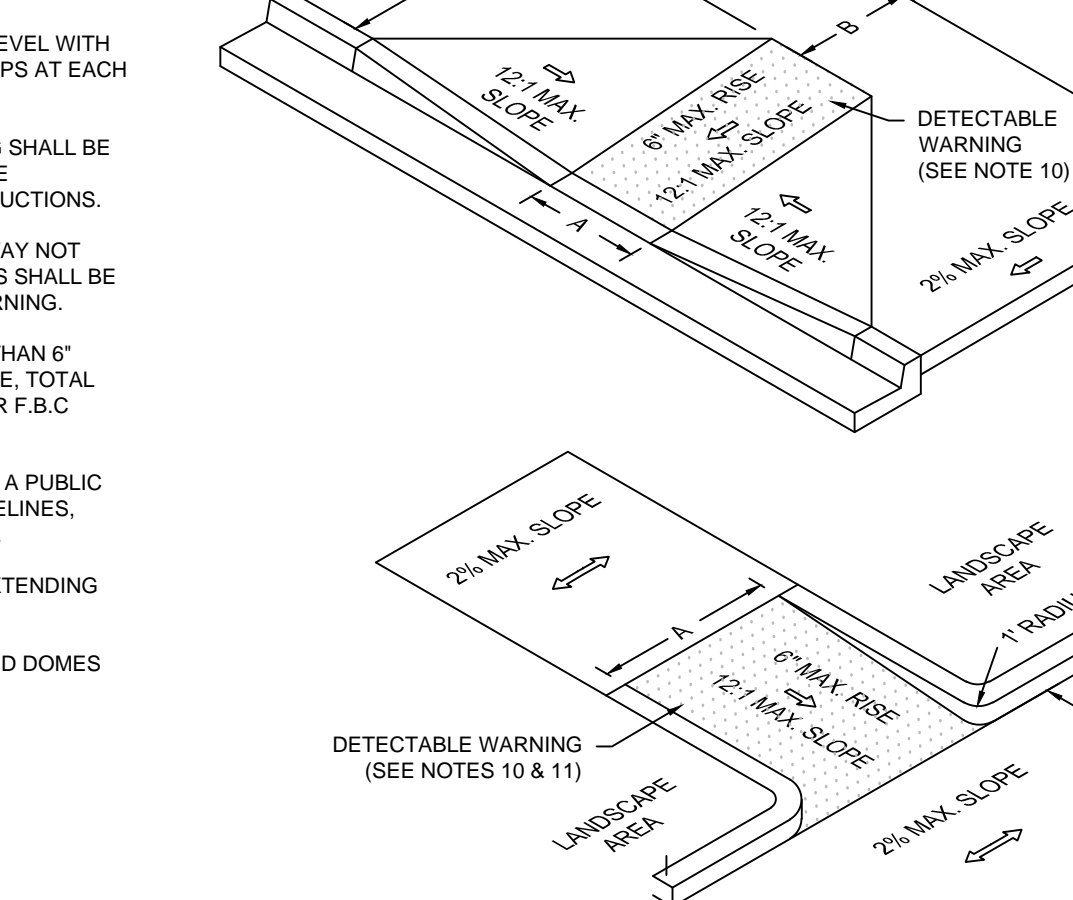 EVEL WITH
PS AT EACH
SHALL BE
E
UCTIONS.
AY NOT
S SHALL BE
RNING.
THAN 6"
E, TOTAL
R F.B.C
A PUBLIC
ELINES,
TENDING
D DOMES
B
12:1 MAX.
SLOPE
6" MAX. RISE
12:1 MAX. SLOPE
DETECTABLE
WARNING
(SEE NOTE 10)
A
12:1 MAX.
SLOPE
2% MAX. SLOPE
2% MAX. SLOPE
LANDSCAPE
AREA
1' RADIU
A
6" MAX. RISE
12:1 MAX. SLOPE
DETECTABLE WARNING
(SEE NOTES 10 & 11)
LANDSCAPE
AREA
2% MAX. SLOPE